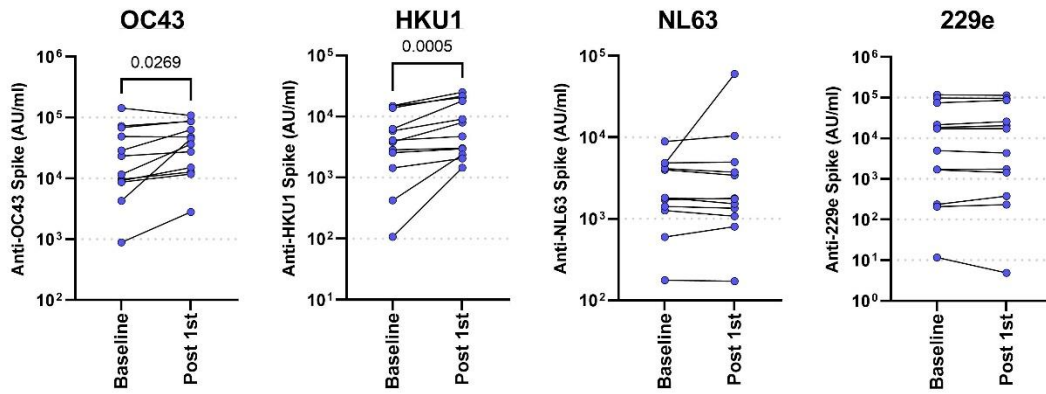 OC43
0.0269
Anti-OC43 Spike (AU/ml)
10⁶
10⁵
10⁴
10³
10²
Baseline
Post 1st
HKU1
0.0005
Anti-HKU1 Spike (AU/ml)
10⁵
10⁴
10³
10²
10¹
Baseline
Post 1st
NL63
Anti-NL63 Spike (AU/ml)
10⁵
10⁴
10³
10²
Baseline
Post 1st
229e
Anti-229e Spike (AU/ml)
10⁶
10⁵
10⁴
10³
10²
10¹
10⁰
Baseline
Post 1st